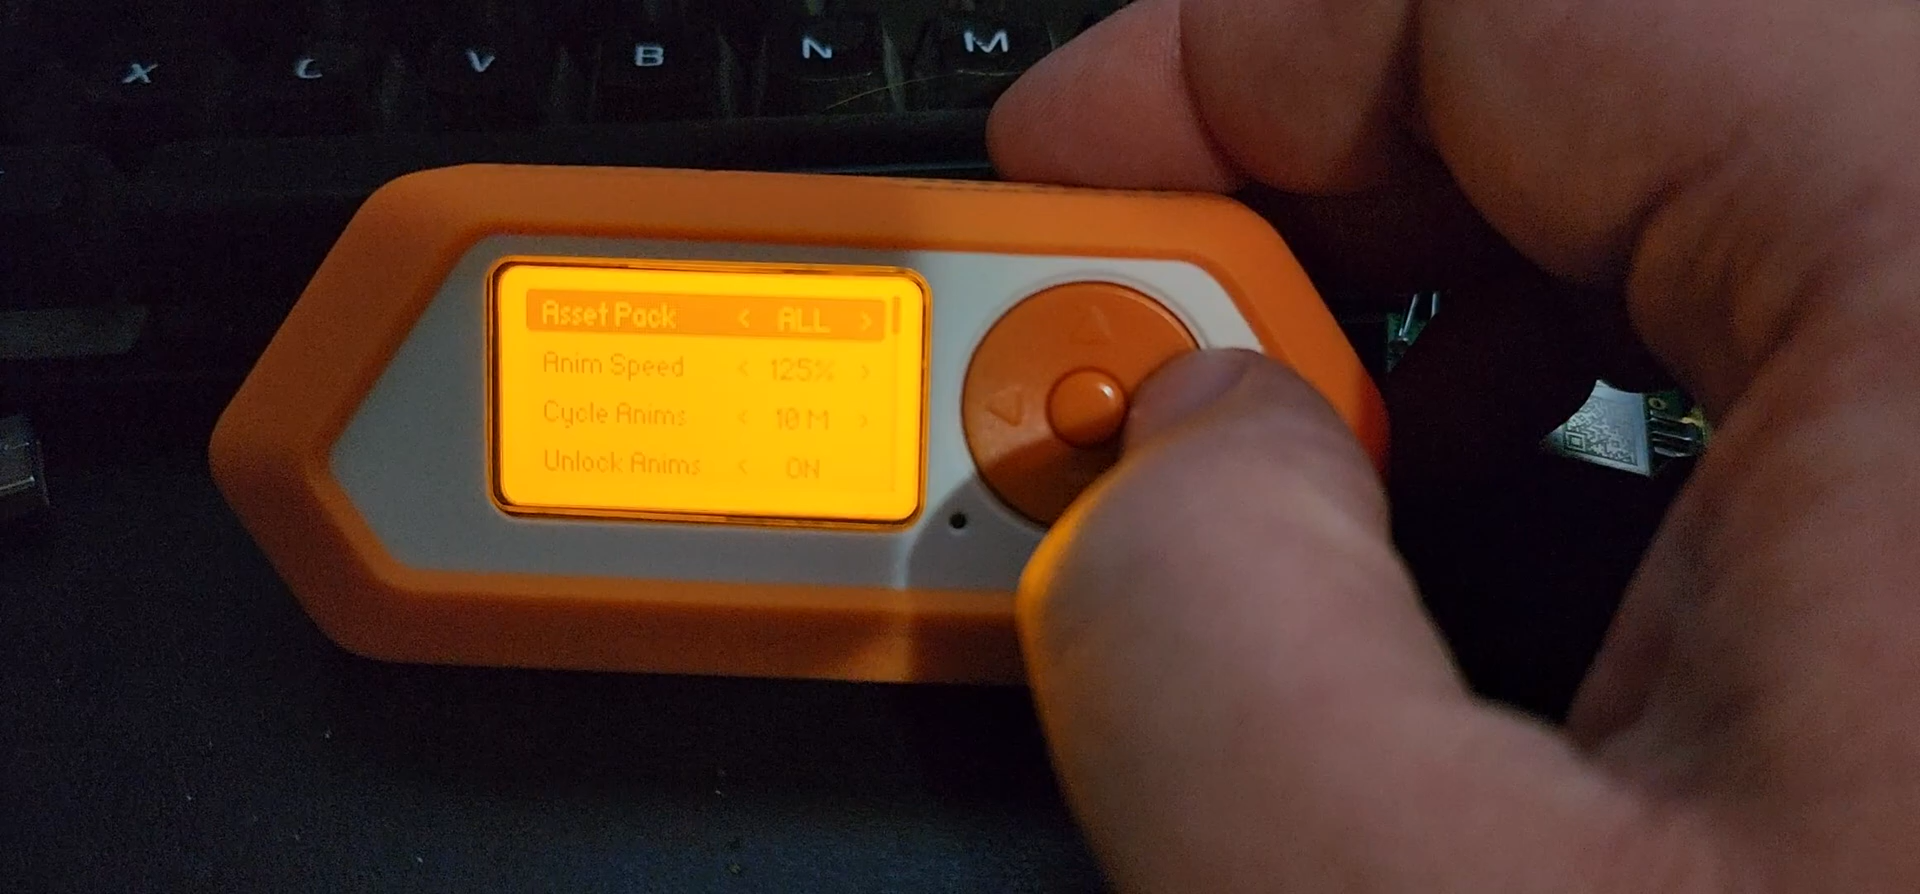 X C V B N M
Asset Pack < ALL >
Anim Speed < 125% >
Cycle Anims < 10 M >
Unlock Anims < ON